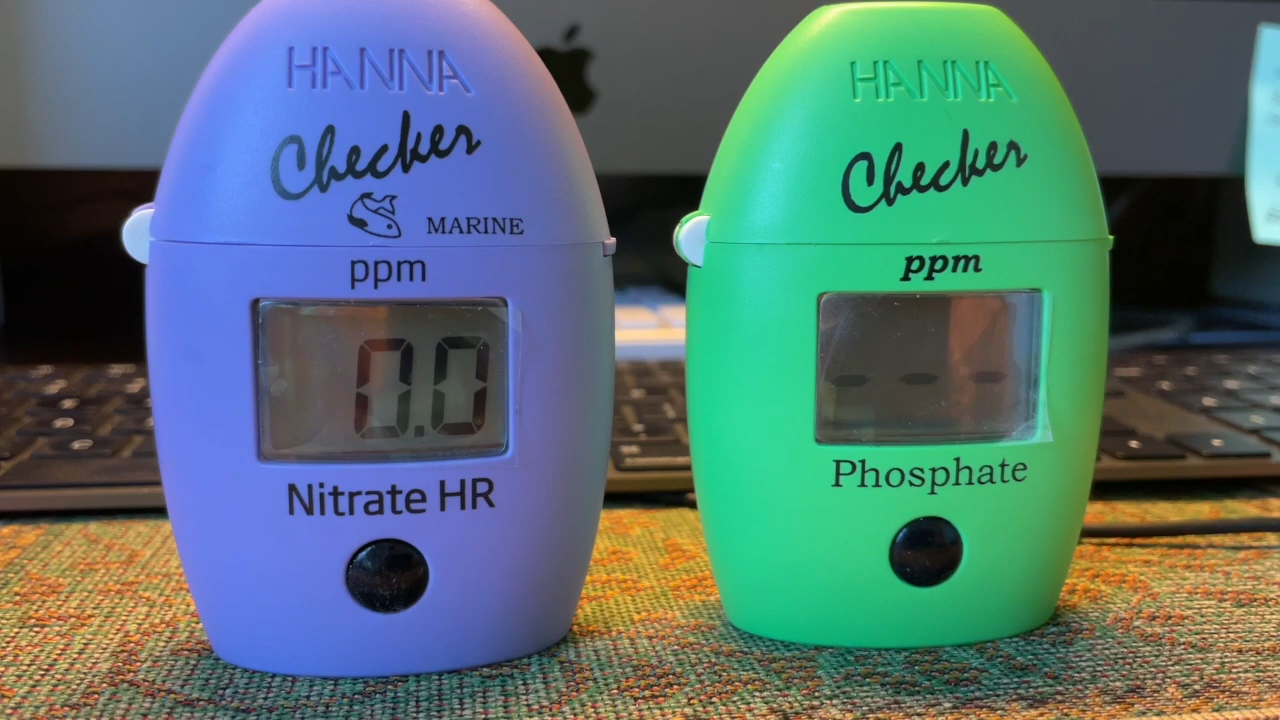 HANNA
Checker
MARINE
ppm
0.0
Nitrate HR
HANNA
Checker
ppm
- - -
Phosphate